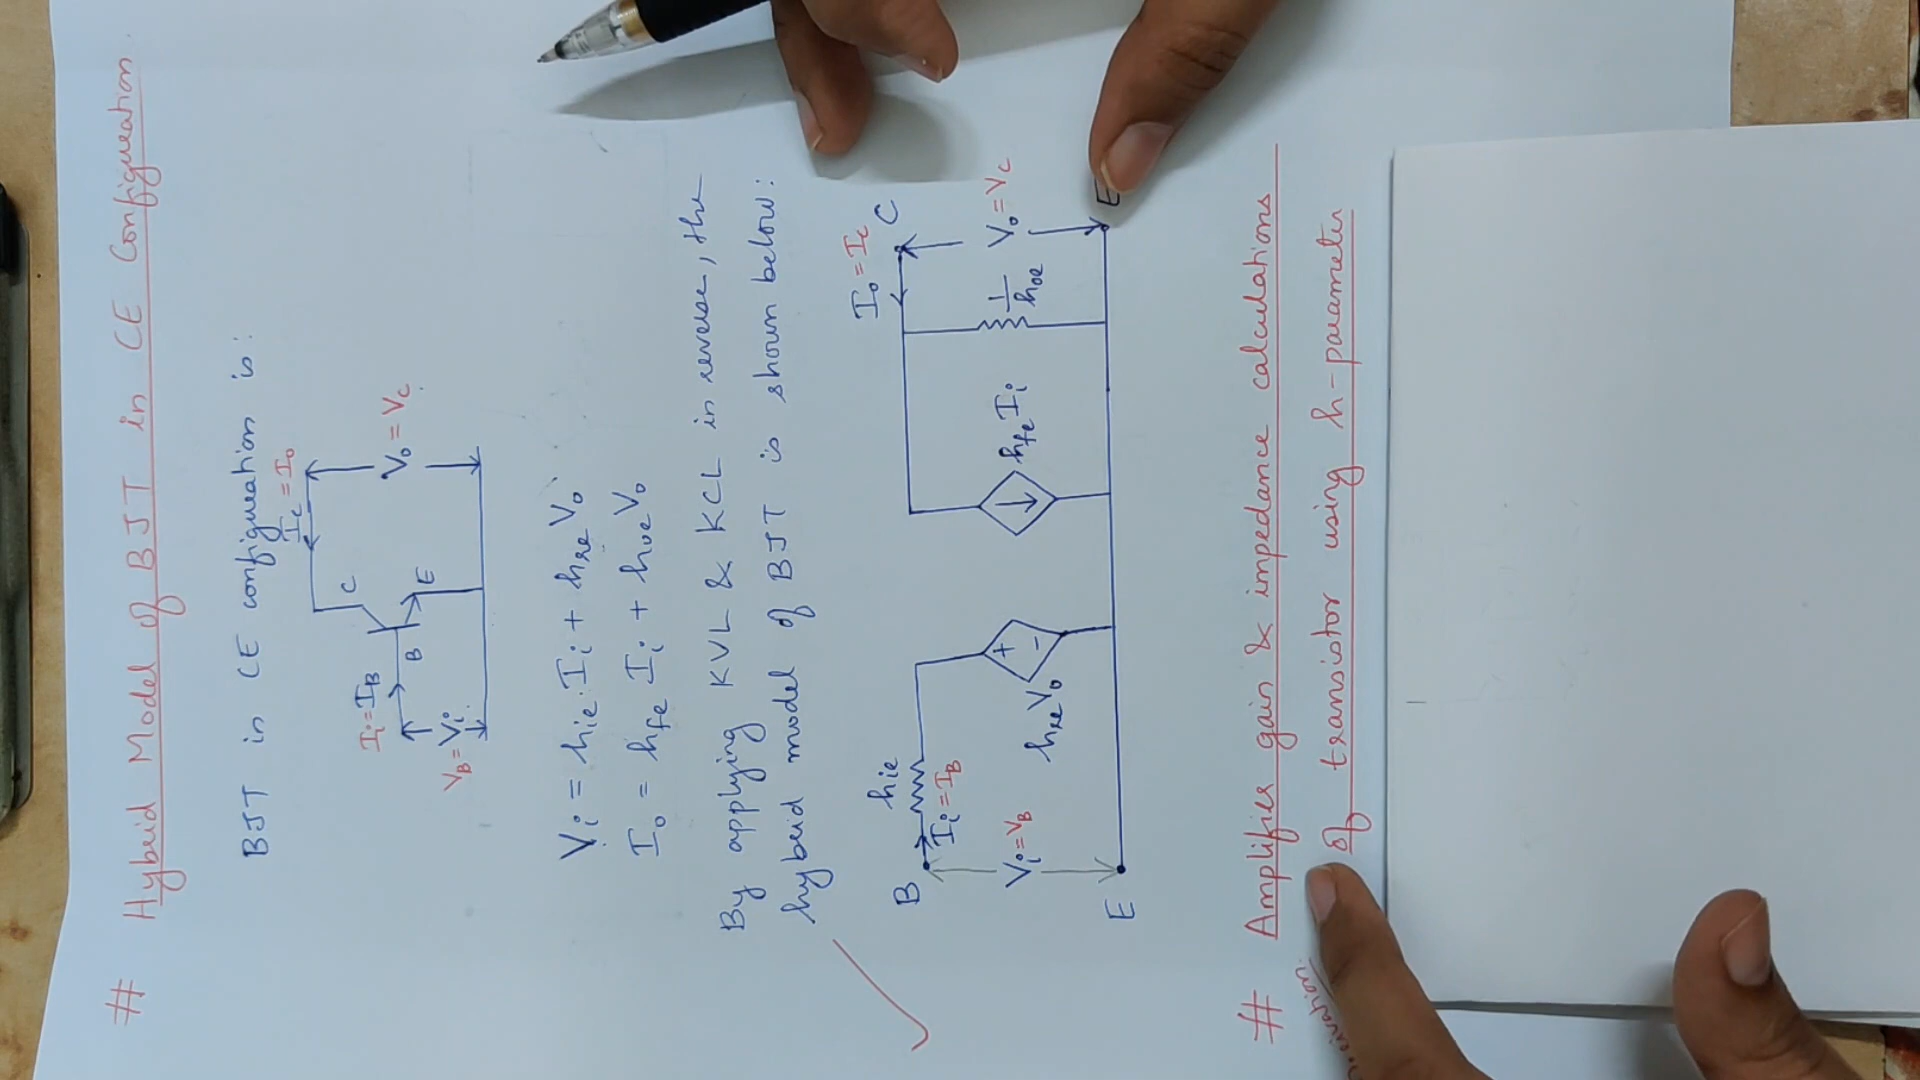 # Hybrid Model of BJT in CE Configuration
BJT in CE configuration is:
Ic = Io
C
Ii = IB
B
E
VB = Vi
Vo = Vc
Vi = hie Ii + hre Vo
Io = hfe Ii + hoe Vo
By applying KVL & KCL in reverse, the
hybrid model of BJT is shown below:
B
hie
Ii = IB
Vi = VB
hre Vo
+
-
hfe Ii
1/hoe
Io = Ic
C
Vo = Vc
E
E
# Amplifier gain & impedance calculations
of transistor using h-parameter